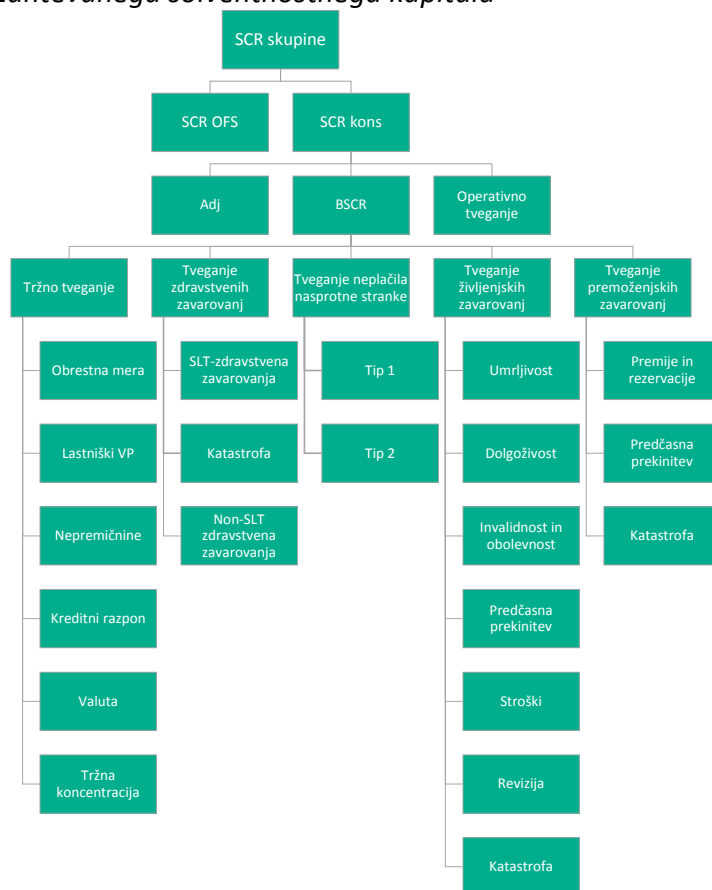 zahtevanega solventnostnega kapitala
SCR skupine
SCR OFS
SCR kons
Adj
BSCR
Operativno
tveganje
Tržno tveganje
Tveganje
zdravstvenih
zavarovanj
Tveganje neplačila
nasprotne stranke
Tveganje
življenjskih
zavarovanj
Tveganje
premoženjskih
zavarovanj
Obrestna mera
Lastniški VP
Nepremičnine
Kreditni razpon
Valuta
Tržna
koncentracija
SLT-zdravstvena
zavarovanja
Katastrofa
Non-SLT
zdravstvena
zavarovanja
Tip 1
Tip 2
Umrljivost
Dolgoživost
Invalidnost in
obolevnost
Predčasna
prekinitev
Stroški
Revizija
Katastrofa
Premije in
rezervacije
Predčasna
prekinitev
Katastrofa